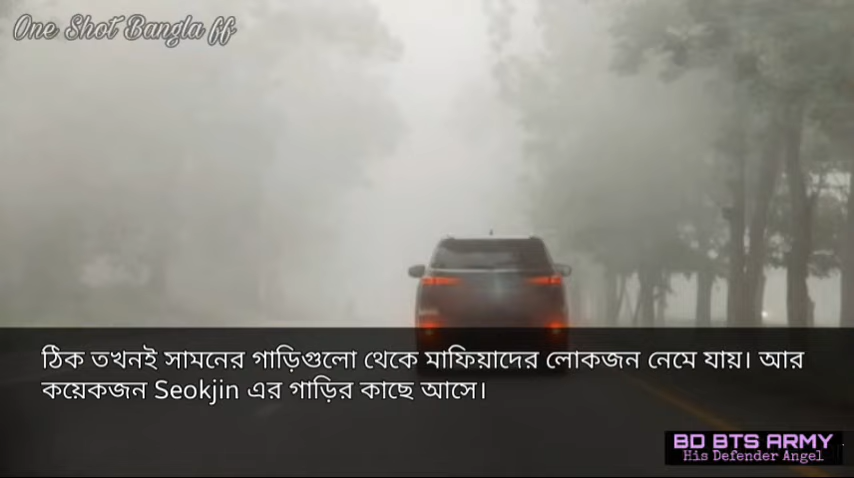 One Shot Bangla ff
ঠিক তখনই সামনের গাড়িগুলো থেকে মাফিয়াদের লোকজন নেমে যায়। আর
কয়েকজন Seokjin এর গাড়ির কাছে আসে।
BD BTS ARMY
His Defender Angel